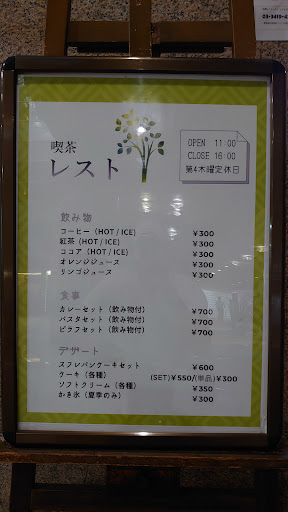 喫茶
レスト
OPEN 11:00
CLOSE 16:00
第4木曜定休日
飲み物
コーヒー（HOT / ICE） ¥300
紅茶（HOT / ICE） ¥300
ココア（HOT / ICE） ¥300
オレンジジュース ¥300
リンゴジュース ¥300
食事
カレーセット（飲み物付） ¥700
パスタセット（飲み物付） ¥700
ピラフセット（飲み物付） ¥700
デザート
スフレパンケーキセット ¥600
ケーキ（各種） (SET)¥550/(単品)¥300
ソフトクリーム（各種） ¥350
かき氷（夏季のみ） ¥300